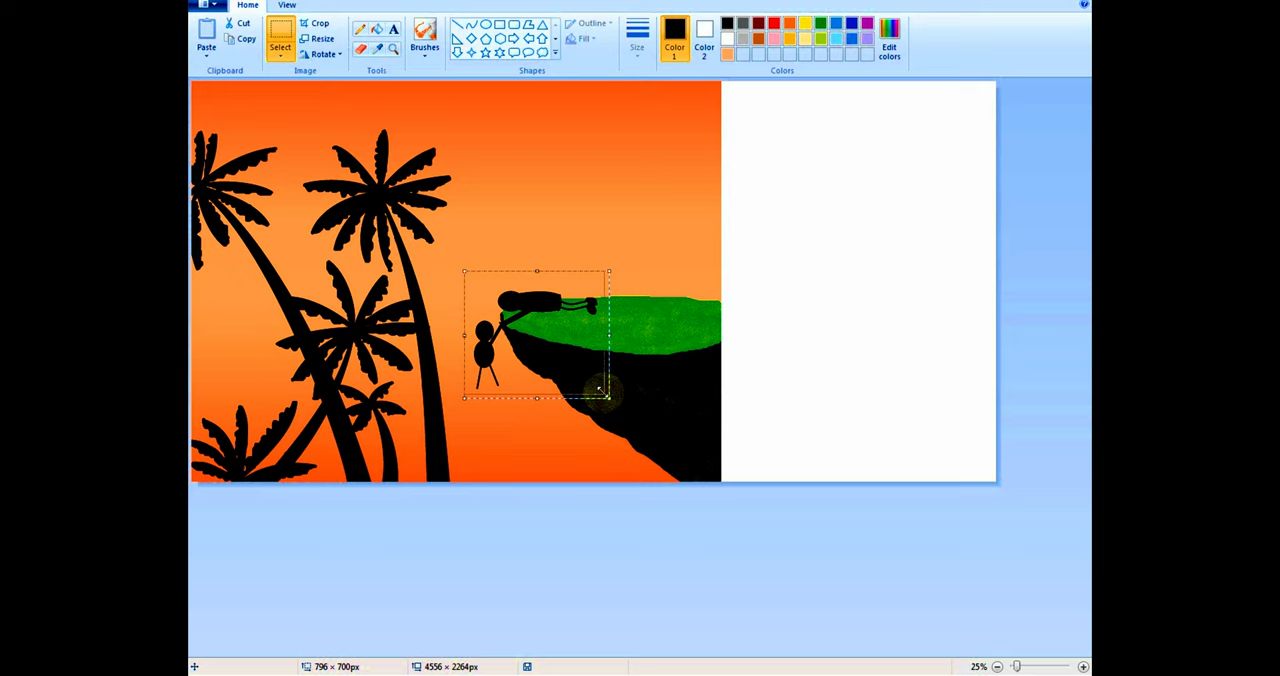 Home View
Paste Cut Copy
Clipboard
Select Crop Resize Rotate
Image
A
Tools
Brushes
Outline Fill
Shapes
Size
Color 1
Color 2
Edit colors
Colors
796 × 700px 4556 × 2264px 25%